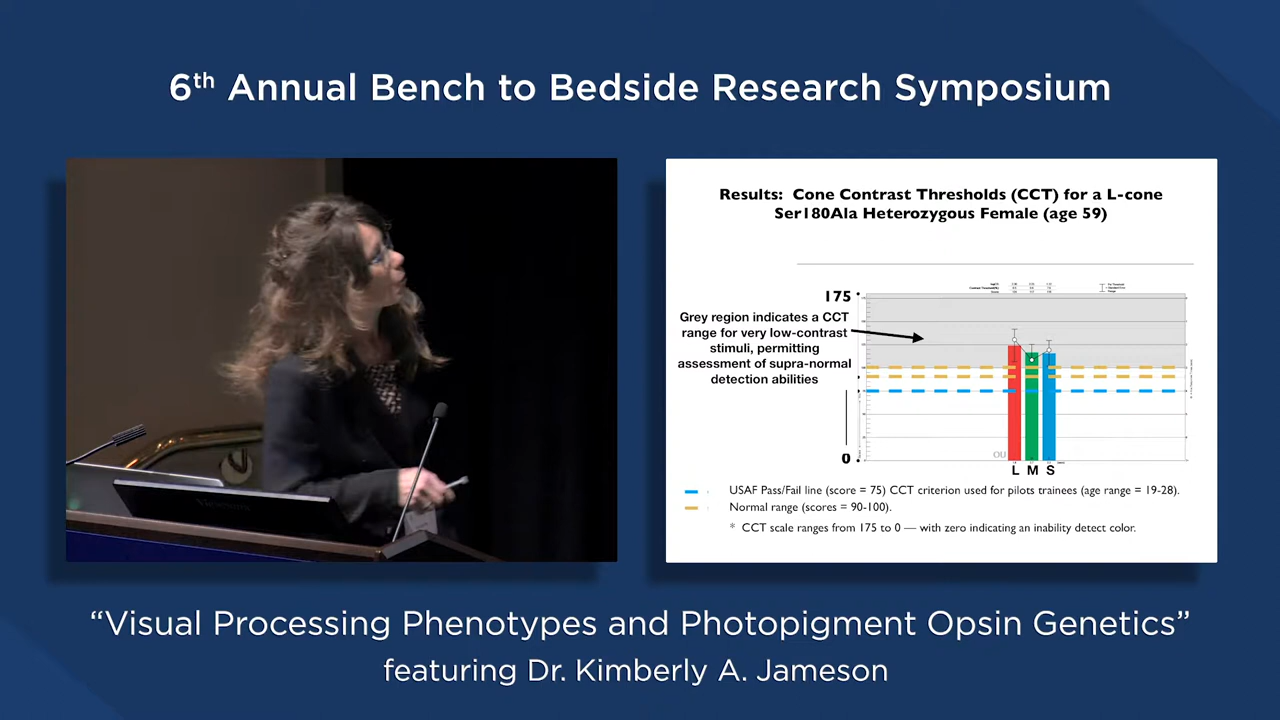 6th Annual Bench to Bedside Research Symposium
Results: Cone Contrast Thresholds (CCT) for a L-cone
Ser180Ala Heterozygous Female (age 59)
175
Grey region indicates a CCT
range for very low-contrast
stimuli, permitting
assessment of supra-normal
detection abilities
0
OU
L M S
USAF Pass/Fail line (score = 75) CCT criterion used for pilots trainees (age range = 19-28).
Normal range (scores = 90-100).
* CCT scale ranges from 175 to 0 — with zero indicating an inability detect color.
“Visual Processing Phenotypes and Photopigment Opsin Genetics”
featuring Dr. Kimberly A. Jameson